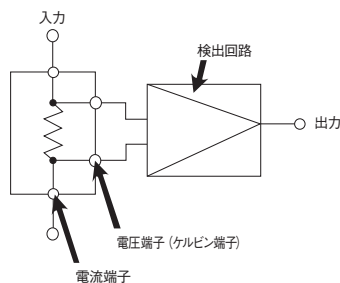 入力
検出回路
出力
電圧端子（ケルビン端子）
電流端子